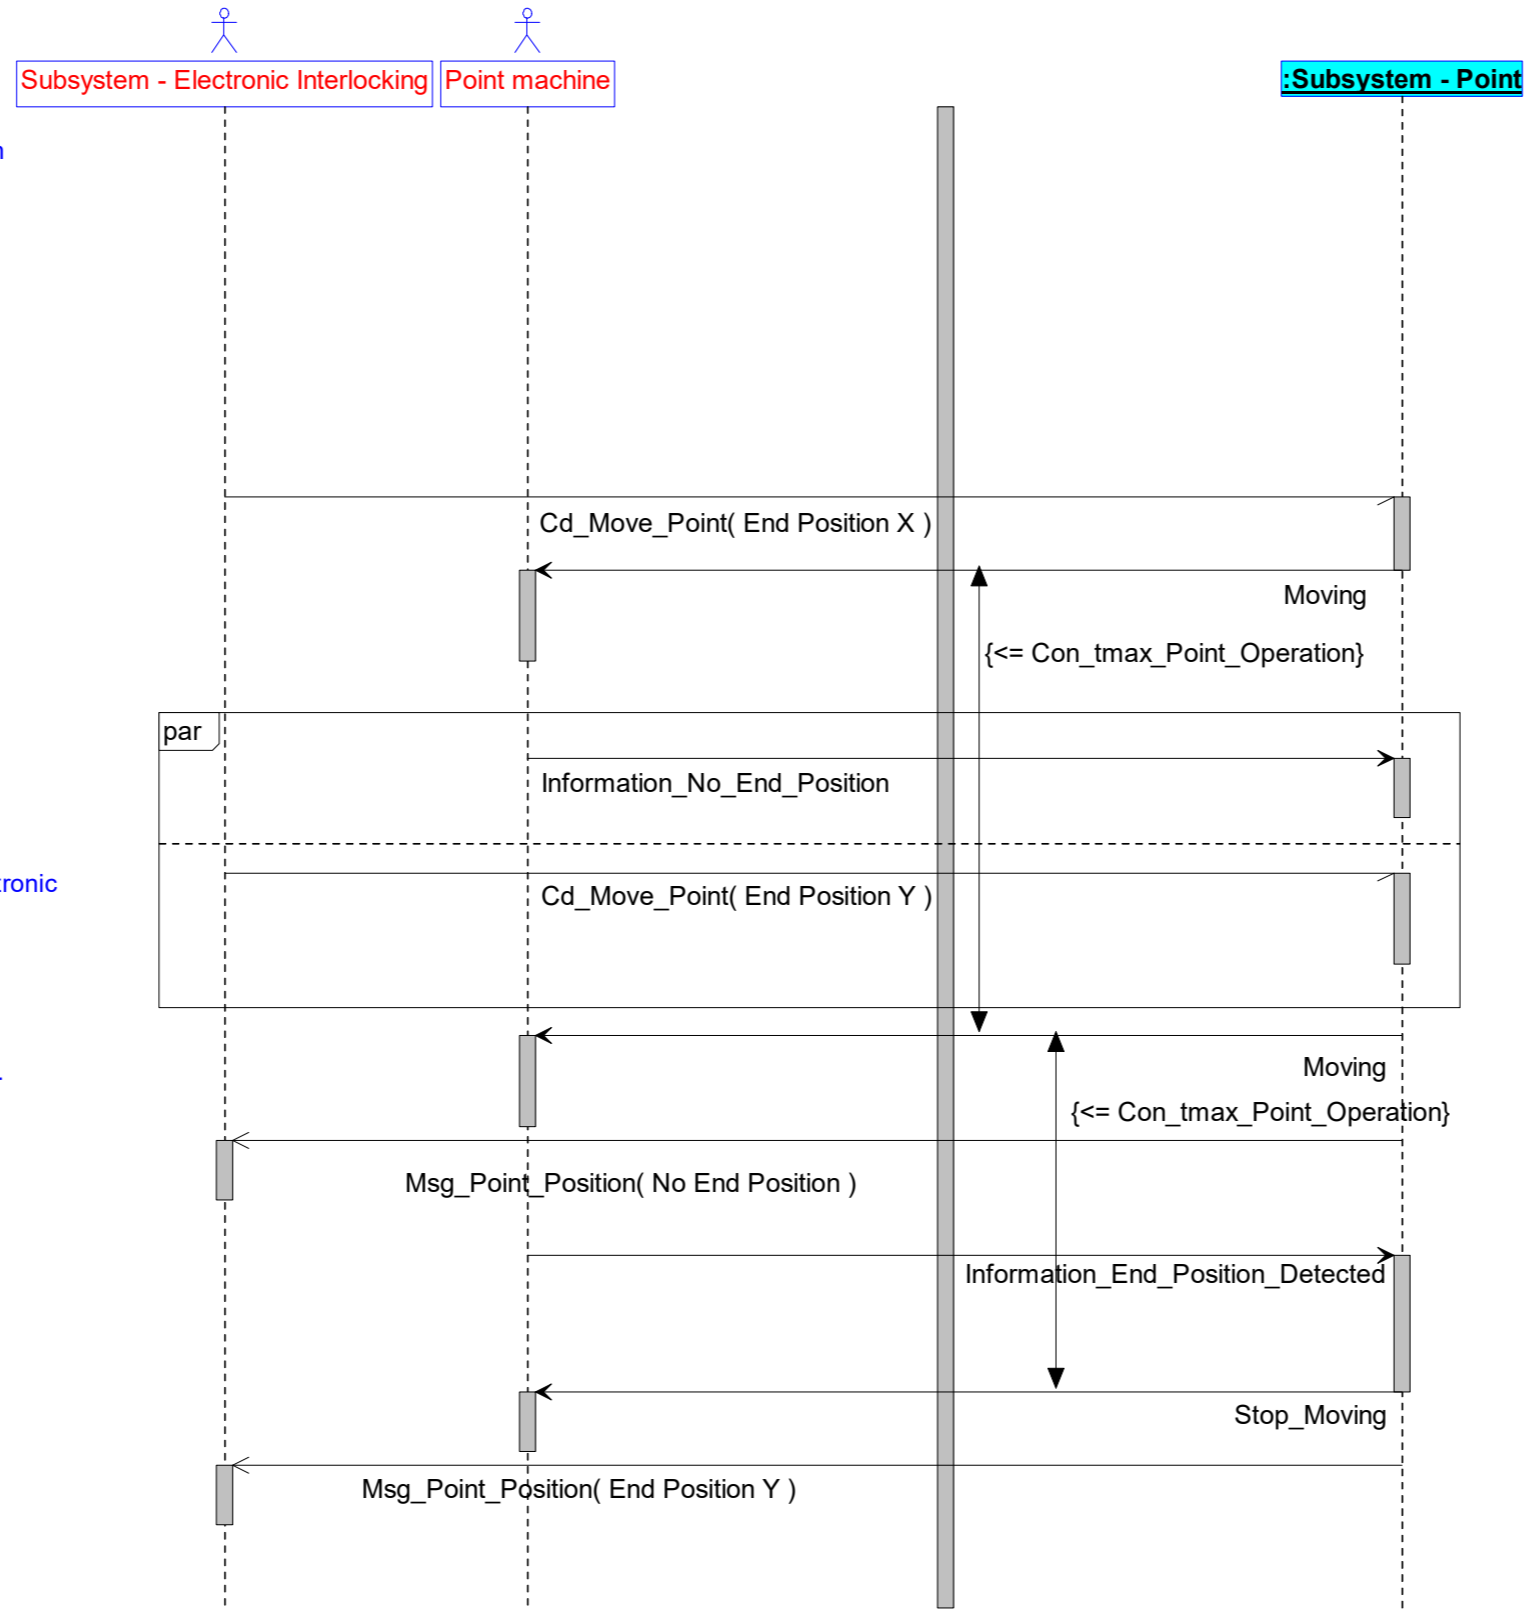 Subsystem - Electronic Interlocking
Point machine
:Subsystem - Point
Cd_Move_Point( End Position X )
Moving
{<= Con_tmax_Point_Operation}
par
Information_No_End_Position
tronic
Cd_Move_Point( End Position Y )
Moving
{<= Con_tmax_Point_Operation}
Msg_Point_Position( No End Position )
Information_End_Position_Detected
Stop_Moving
Msg_Point_Position( End Position Y )